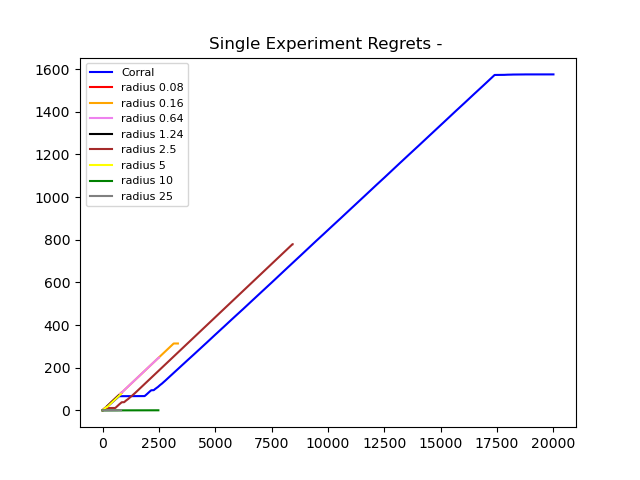 Single Experiment Regrets -
1600
1400
1200
1000
800
600
400
200
0
Corral
radius 0.08
radius 0.16
radius 0.64
radius 1.24
radius 2.5
radius 5
radius 10
radius 25
0 2500 5000 7500 10000 12500 15000 17500 20000